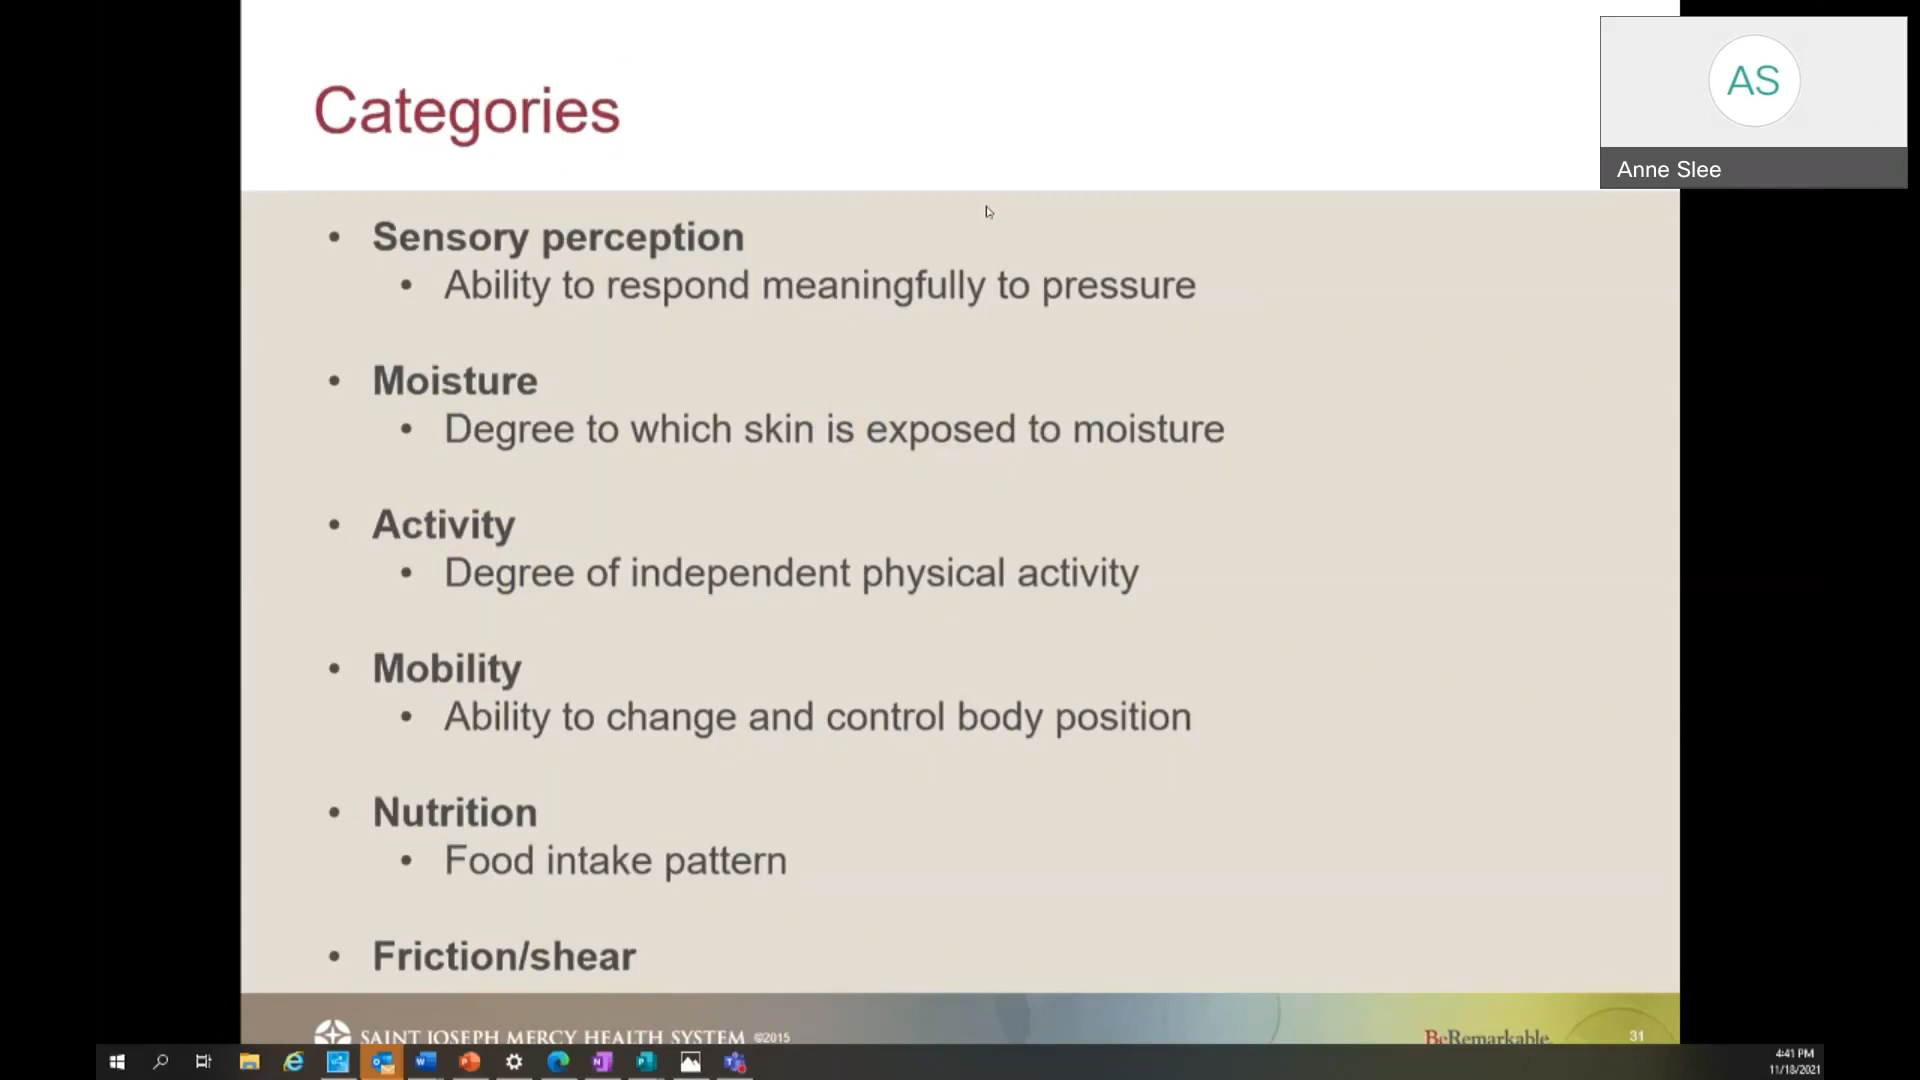 Categories
AS
Anne Slee
• Sensory perception
• Ability to respond meaningfully to pressure
• Moisture
• Degree to which skin is exposed to moisture
• Activity
• Degree of independent physical activity
• Mobility
• Ability to change and control body position
• Nutrition
• Food intake pattern
• Friction/shear
SAINT JOSEPH MERCY HEALTH SYSTEM ©2015
BeRemarkable.
31
4:41 PM
11/18/2021